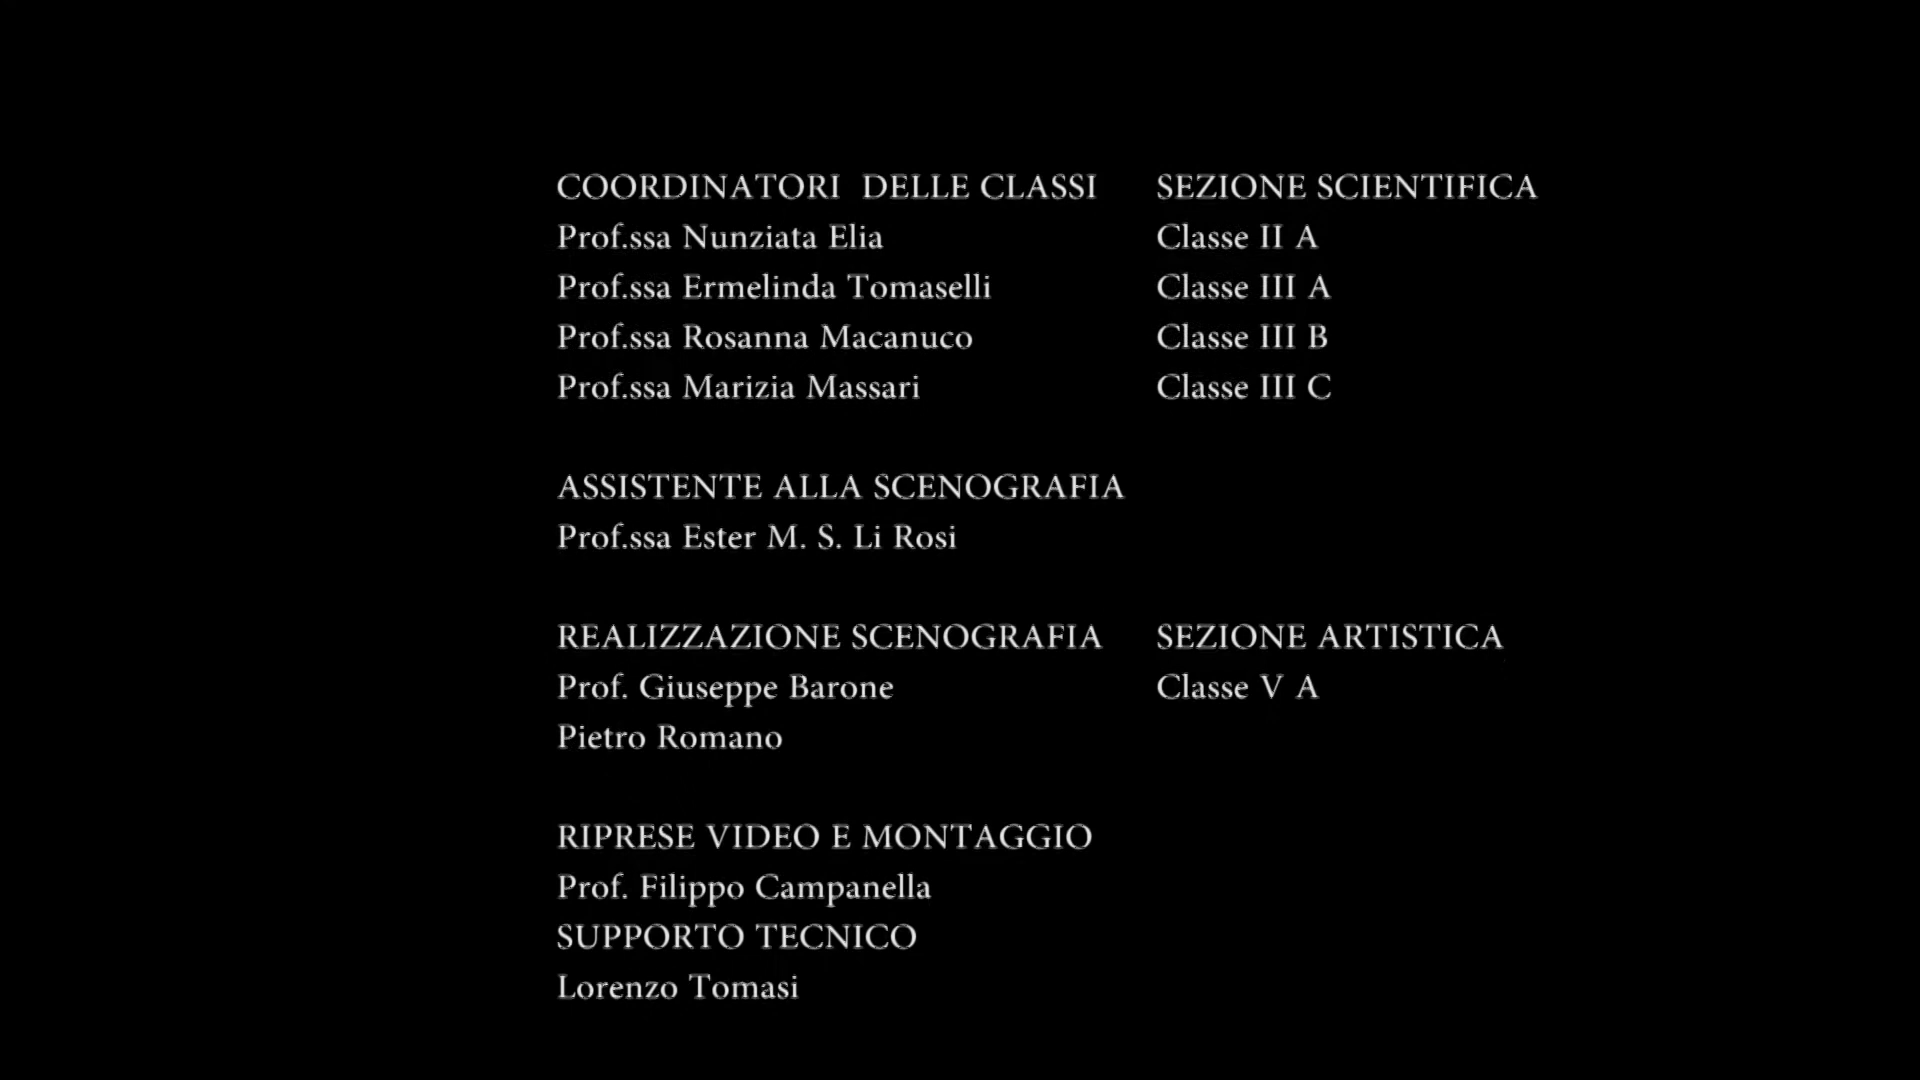 COORDINATORI DELLE CLASSI SEZIONE SCIENTIFICA
Prof.ssa Nunziata Elia Classe II A
Prof.ssa Ermelinda Tomaselli Classe III A
Prof.ssa Rosanna Macanuco Classe III B
Prof.ssa Marizia Massari Classe III C
ASSISTENTE ALLA SCENOGRAFIA
Prof.ssa Ester M. S. Li Rosi
REALIZZAZIONE SCENOGRAFIA SEZIONE ARTISTICA
Prof. Giuseppe Barone Classe V A
Pietro Romano
RIPRESE VIDEO E MONTAGGIO
Prof. Filippo Campanella
SUPPORTO TECNICO
Lorenzo Tomasi